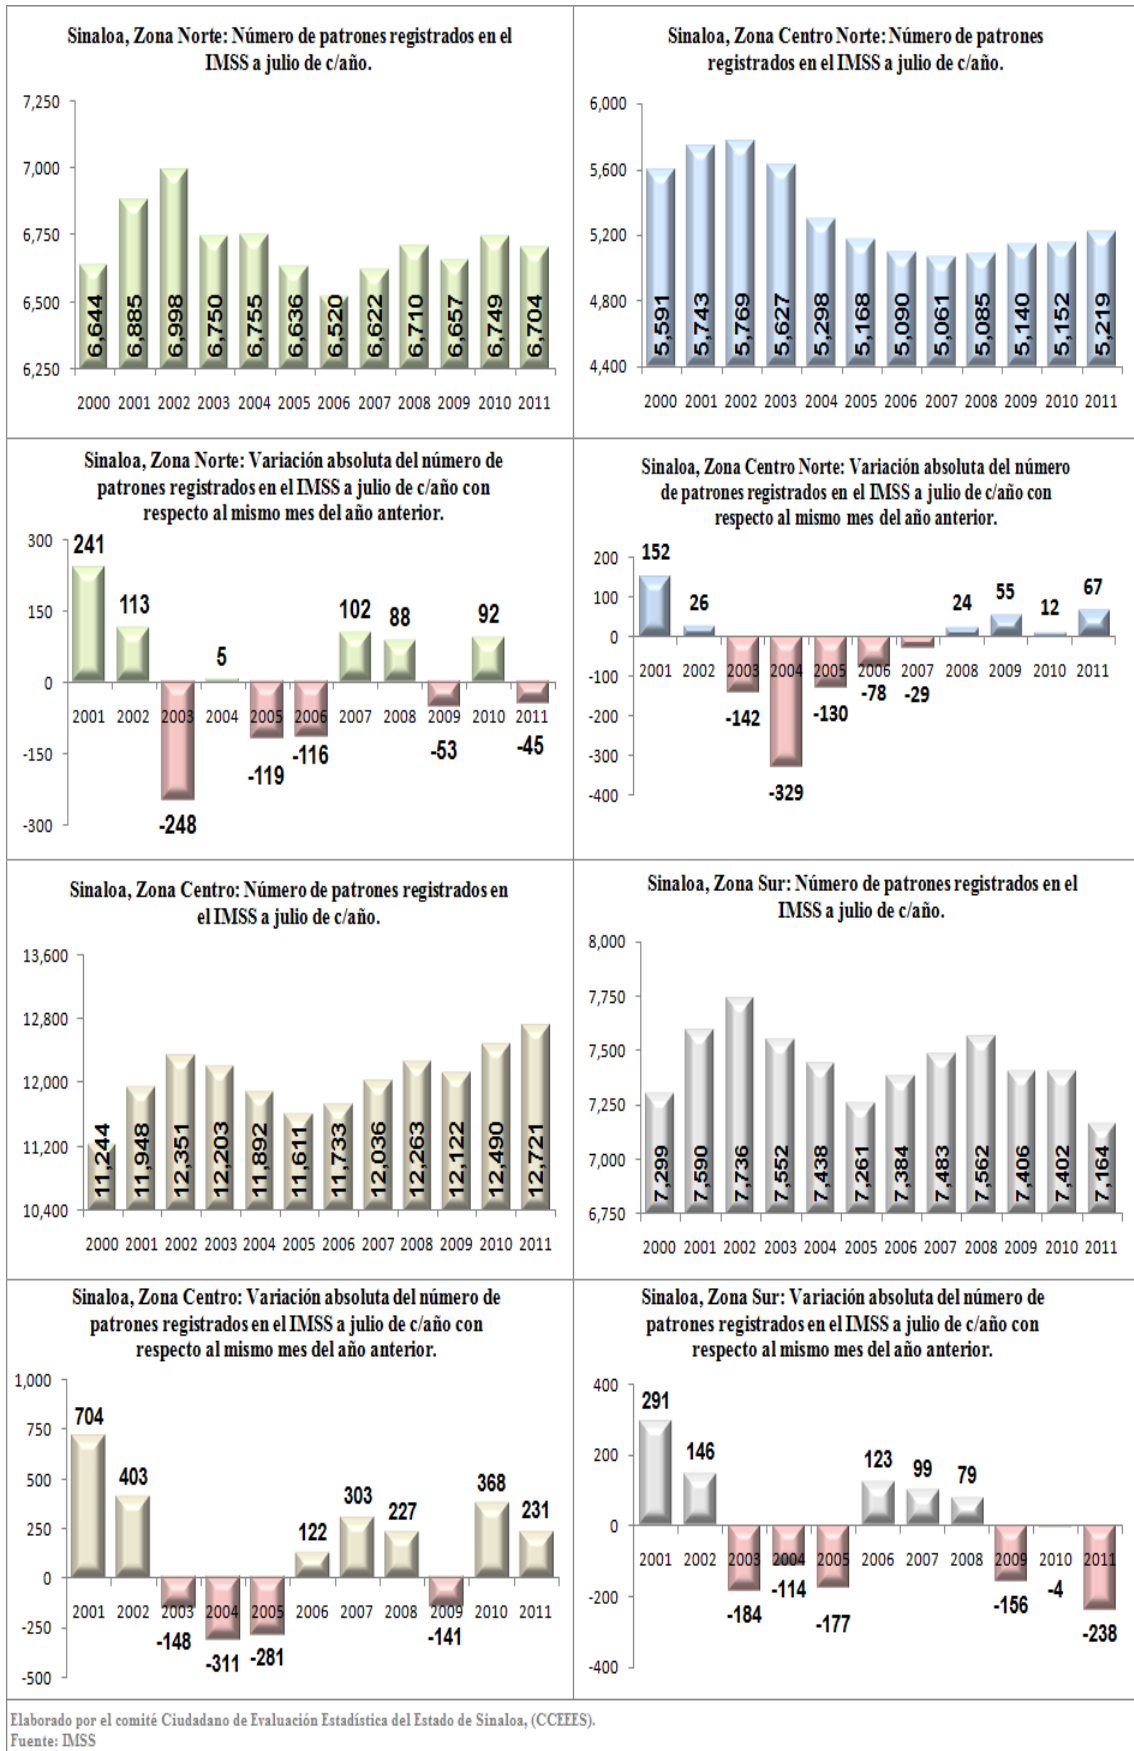 Sinaloa, Zona Norte: Número de patrones registrados en el
IMSS a julio de c/año.
7,250
7,000
6,750
6,500
6,250
6,644 6,885 6,998 6,750 6,755 6,636 6,520 6,622 6,710 6,657 6,749 6,704
2000 2001 2002 2003 2004 2005 2006 2007 2008 2009 2010 2011
Sinaloa, Zona Centro Norte: Número de patrones
registrados en el IMSS a julio de c/año.
6,000
5,600
5,200
4,800
4,400
5,591 5,743 5,769 5,627 5,298 5,168 5,090 5,061 5,085 5,140 5,152 5,219
2000 2001 2002 2003 2004 2005 2006 2007 2008 2009 2010 2011
Sinaloa, Zona Norte: Variación absoluta del número de
patrones registrados en el IMSS a julio de c/año con
respecto al mismo mes del año anterior.
300
150
0
-150
-300
241 113 -248 5 -119 -116 102 88 -53 92 -45
2001 2002 2003 2004 2005 2006 2007 2008 2009 2010 2011
Sinaloa, Zona Centro Norte: Variación absoluta del número
de patrones registrados en el IMSS a julio de c/año con
respecto al mismo mes del año anterior.
200
100
0
-100
-200
-300
-400
152 26 -142 -329 -130 -78 -29 24 55 12 67
2001 2002 2003 2004 2005 2006 2007 2008 2009 2010 2011
Sinaloa, Zona Centro: Número de patrones registrados en
el IMSS a julio de c/año.
13,600
12,800
12,000
11,200
10,400
11,244 11,948 12,351 12,203 11,892 11,611 11,733 12,036 12,263 12,122 12,490 12,721
2000 2001 2002 2003 2004 2005 2006 2007 2008 2009 2010 2011
Sinaloa, Zona Sur: Número de patrones registrados en el
IMSS a julio de c/año.
8,000
7,750
7,500
7,250
7,000
6,750
7,299 7,590 7,736 7,552 7,438 7,261 7,384 7,483 7,562 7,406 7,402 7,164
2000 2001 2002 2003 2004 2005 2006 2007 2008 2009 2010 2011
Sinaloa, Zona Centro: Variación absoluta del número de
patrones registrados en el IMSS a julio de c/año con
respecto al mismo mes del año anterior.
1,000
750
500
250
0
-250
-500
704 403 -148 -311 -281 122 303 227 -141 368 231
2001 2002 2003 2004 2005 2006 2007 2008 2009 2010 2011
Sinaloa, Zona Sur: Variación absoluta del número de
patrones registrados en el IMSS a julio de c/año con
respecto al mismo mes del año anterior.
400
200
0
-200
-400
291 146 -184 -114 -177 123 99 79 -156 -4 -238
2001 2002 2003 2004 2005 2006 2007 2008 2009 2010 2011
Elaborado por el comité Ciudadano de Evaluación Estadística del Estado de Sinaloa, (CCEEES).
Fuente: IMSS